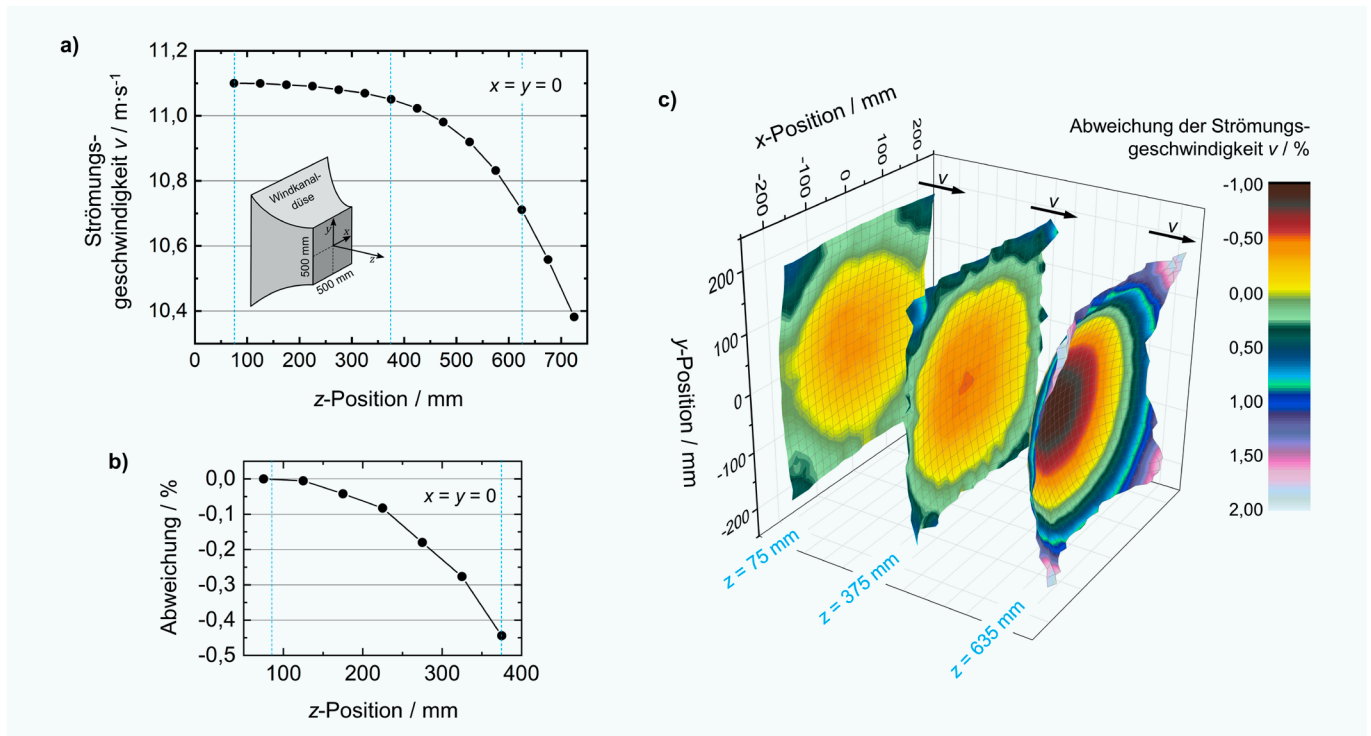 a)
Strömungs-
geschwindigkeit v / m·s⁻¹
11,2
11,0
10,8
10,6
10,4
x = y = 0
Windkanal-
düse
y
x
z
500 mm
500 mm
0 100 200 300 400 500 600 700
z-Position / mm
b)
Abweichung / %
0,0
-0,1
-0,2
-0,3
-0,4
-0,5
x = y = 0
100 200 300 400
z-Position / mm
c)
x-Position / mm
-200 -100 0 100 200
y-Position / mm
200
100
0
-100
-200
v
v
v
z = 75 mm
z = 375 mm
z = 635 mm
Abweichung der Strömungs-
geschwindigkeit v / %
-1,00
-0,50
0,00
0,50
1,00
1,50
2,00